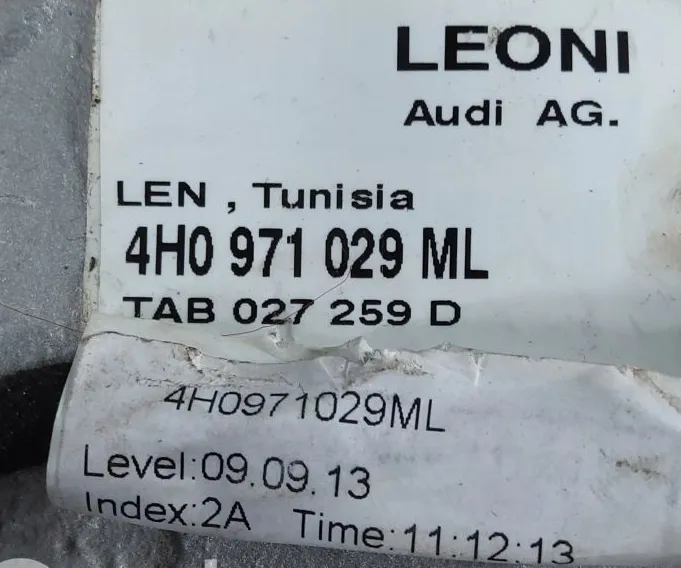 LEONI
Audi AG.
LEN , Tunisia
4H0 971 029 ML
TAB 027 259 D
4H0971029ML
Level:09.09.13
Index:2A Time:11:12:13